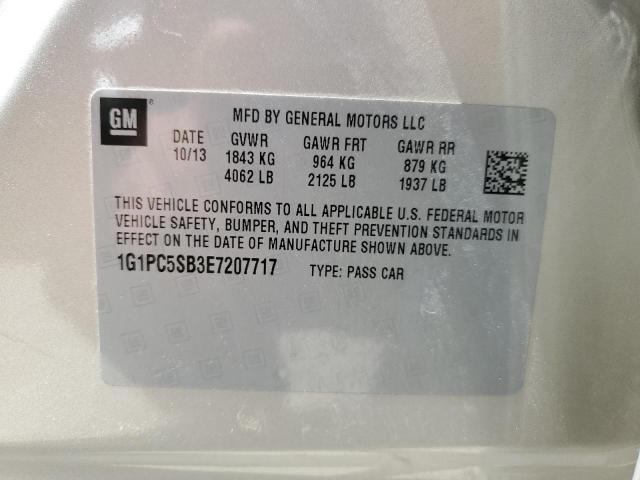 GM®
MFD BY GENERAL MOTORS LLC
DATE GVWR GAWR FRT GAWR RR
10/13 1843 KG 964 KG 879 KG
4062 LB 2125 LB 1937 LB
THIS VEHICLE CONFORMS TO ALL APPLICABLE U.S. FEDERAL MOTOR
VEHICLE SAFETY, BUMPER, AND THEFT PREVENTION STANDARDS IN
EFFECT ON THE DATE OF MANUFACTURE SHOWN ABOVE.
1G1PC5SB3E7207717 TYPE: PASS CAR